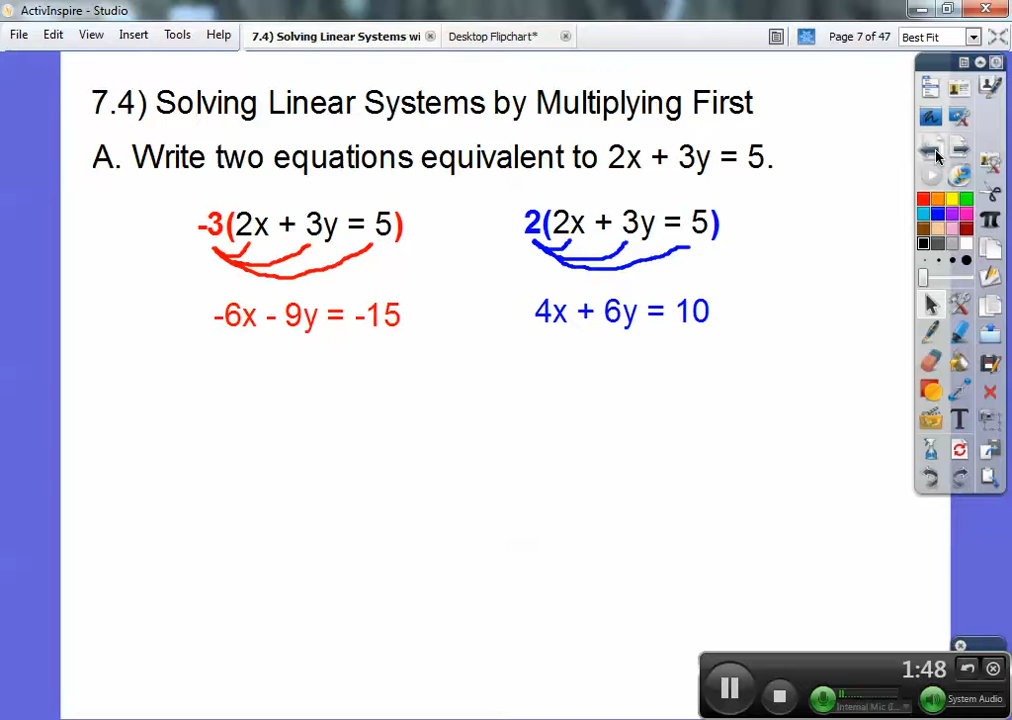 ActivInspire - Studio
File Edit View Insert Tools Help
7.4) Solving Linear Systems wi
Desktop Flipchart*
Page 7 of 47
Best Fit
7.4) Solving Linear Systems by Multiplying First
A. Write two equations equivalent to 2x + 3y = 5.
-3(2x + 3y = 5)
2(2x + 3y = 5)
-6x - 9y = -15
4x + 6y = 10
T
π
1:48
Internal Mic (I
System Audio